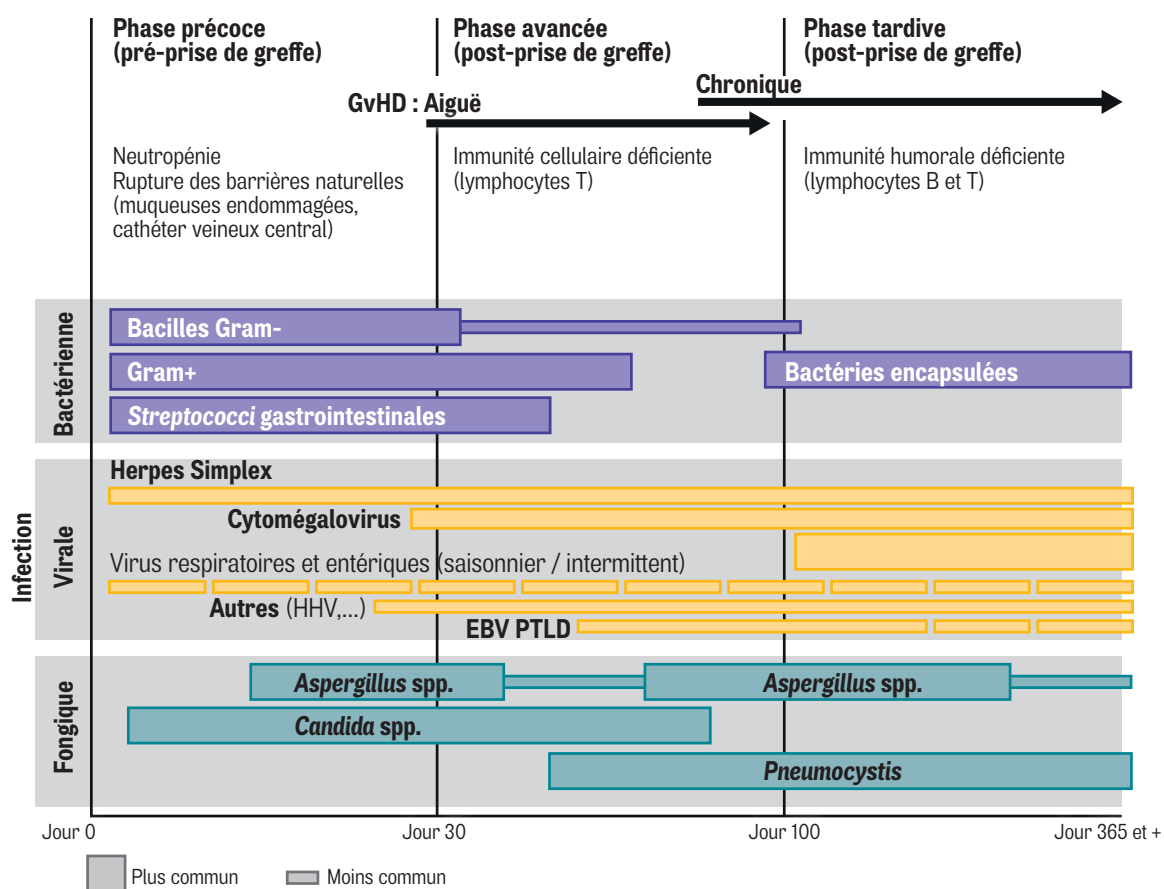 Phase précoce
(pré-prise de greffe)
Phase avancée
(post-prise de greffe)
Phase tardive
(post-prise de greffe)
Chronique
GvHD : Aiguë
Neutropénie
Rupture des barrières naturelles
(muqueuses endommagées,
cathéter veineux central)
Immunité cellulaire déficiente
(lymphocytes T)
Immunité humorale déficiente
(lymphocytes B et T)
Infection
Bactérienne
Bacilles Gram-
Gram+
Bactéries encapsulées
Streptococci gastrointestinales
Virale
Herpes Simplex
Cytomégalovirus
Virus respiratoires et entériques (saisonnier / intermittent)
Autres (HHV,...)
EBV PTLD
Fongique
Aspergillus spp.
Aspergillus spp.
Candida spp.
Pneumocystis
Jour 0
Jour 30
Jour 100
Jour 365 et +
Plus commun
Moins commun